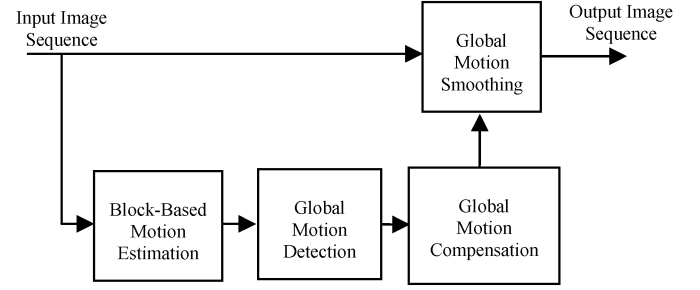 Input Image
Sequence
Global
Motion
Smoothing
Output Image
Sequence
Block-Based
Motion
Estimation
Global
Motion
Detection
Global
Motion
Compensation